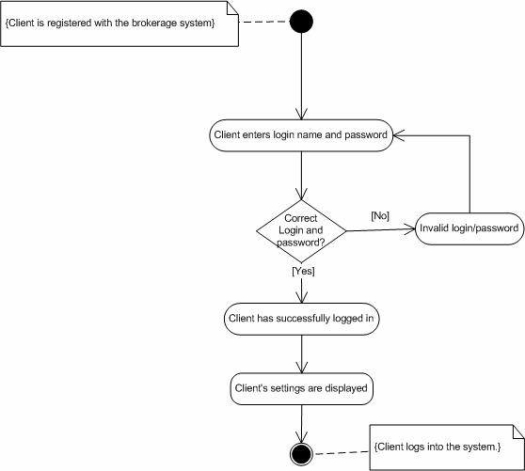 {Client is registered with the brokerage system}
Client enters login name and password
Correct
Login and
password?
[No]
Invalid login/password
[Yes]
Client has successfully logged in
Client's settings are displayed
{Client logs into the system.}